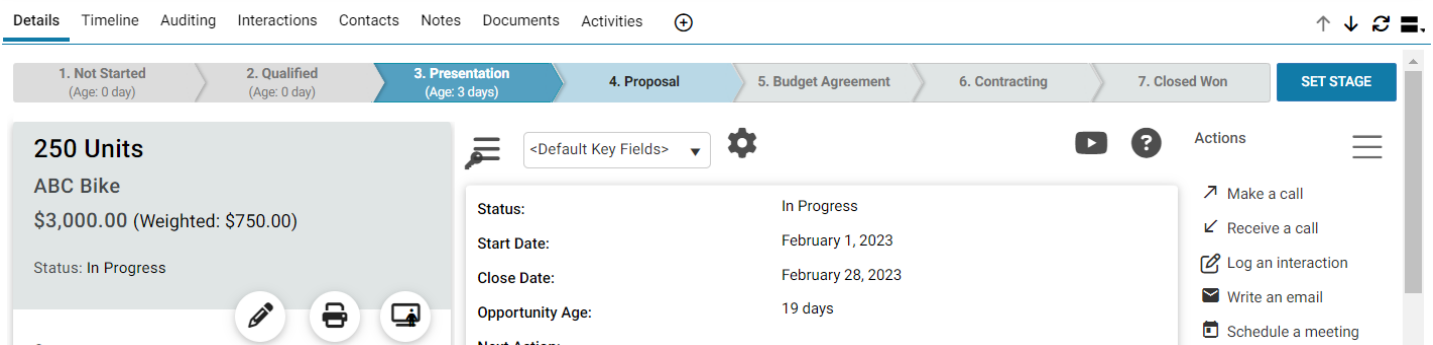 Details Timeline Auditing Interactions Contacts Notes Documents Activities
1. Not Started
(Age: 0 day)
2. Qualified
(Age: 0 day)
3. Presentation
(Age: 3 days)
4. Proposal
5. Budget Agreement
6. Contracting
7. Closed Won
SET STAGE
250 Units
ABC Bike
$3,000.00 (Weighted: $750.00)
Status: In Progress
<Default Key Fields>
Status: In Progress
Start Date: February 1, 2023
Close Date: February 28, 2023
Opportunity Age: 19 days
Next Action:
Actions
Make a call
Receive a call
Log an interaction
Write an email
Schedule a meeting